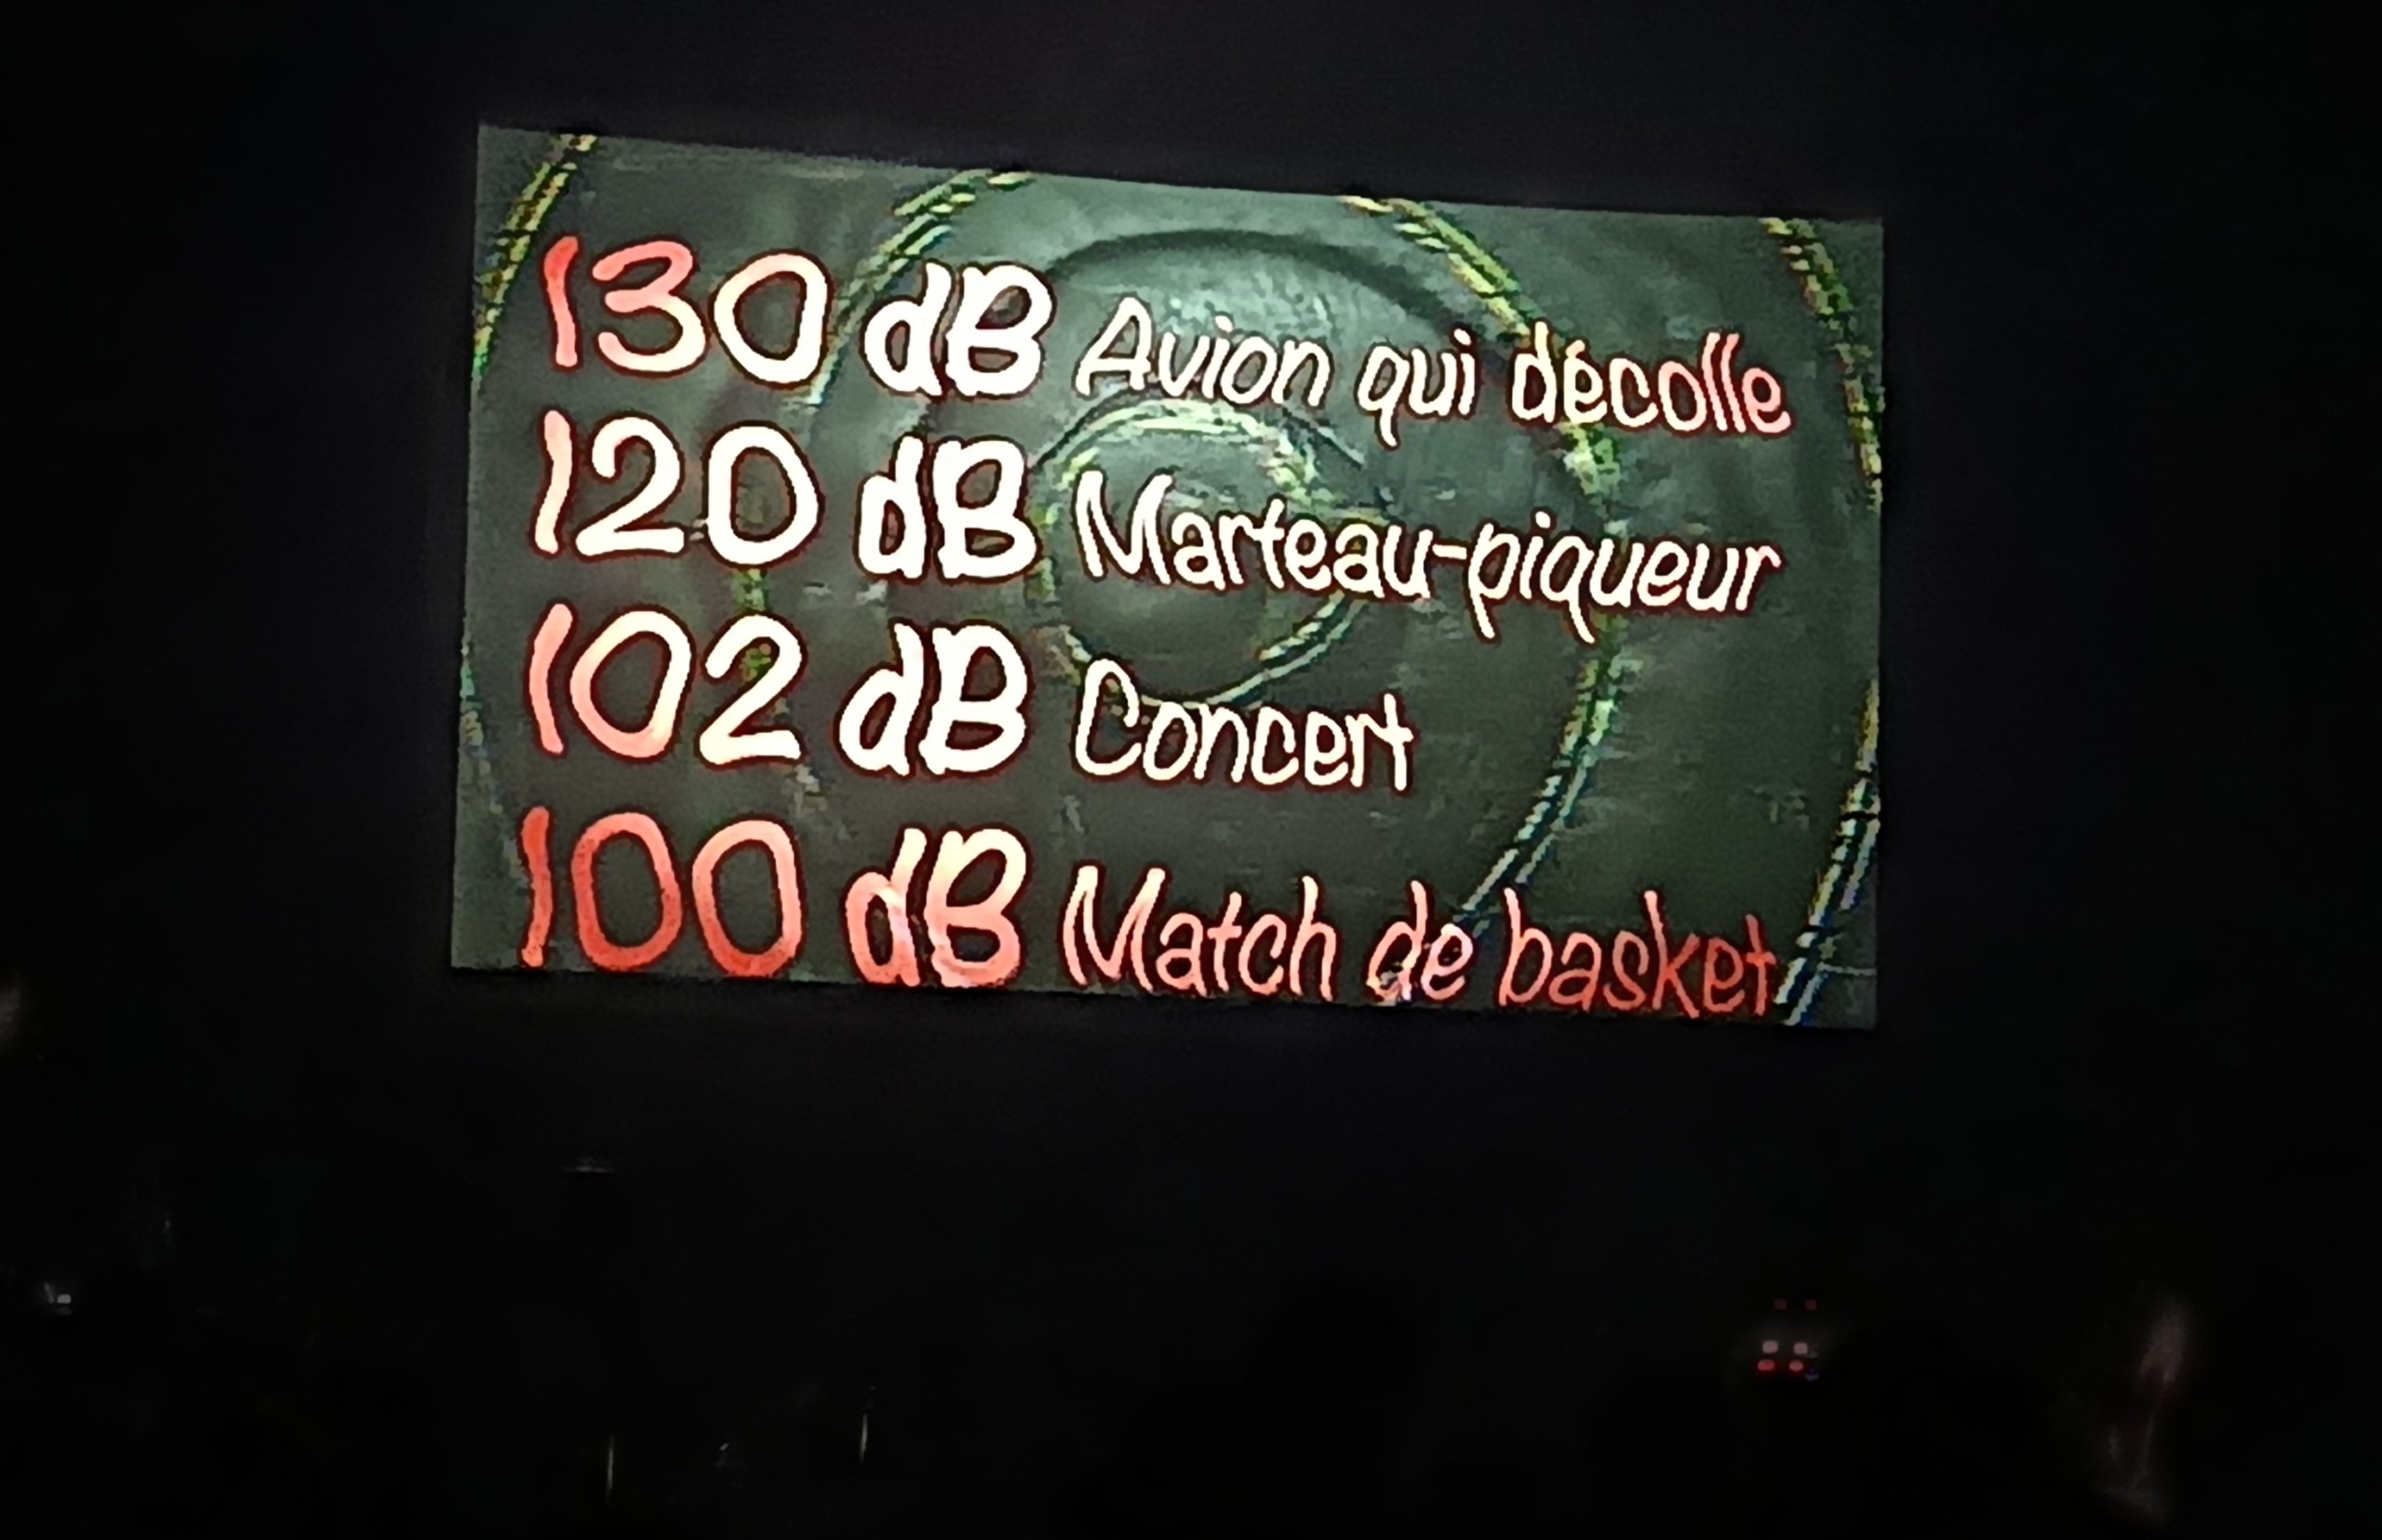 130 dB Avion qui décolle
120 dB Marteau-piqueur
102 dB Concert
100 dB Match de basket